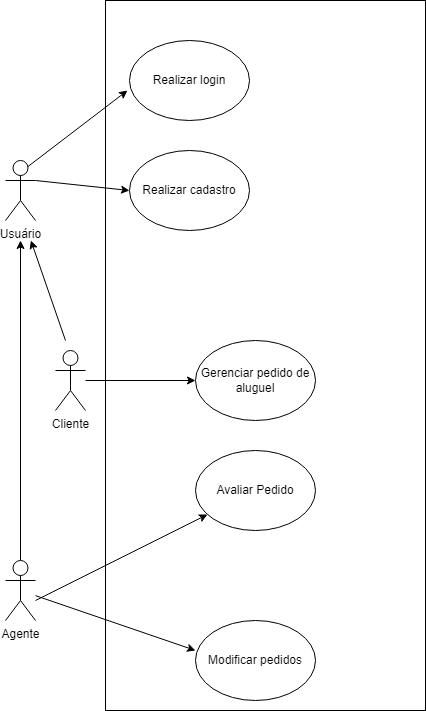 Realizar login
Realizar cadastro
Usuário
Gerenciar pedido de
aluguel
Cliente
Avaliar Pedido
Agente
Modificar pedidos